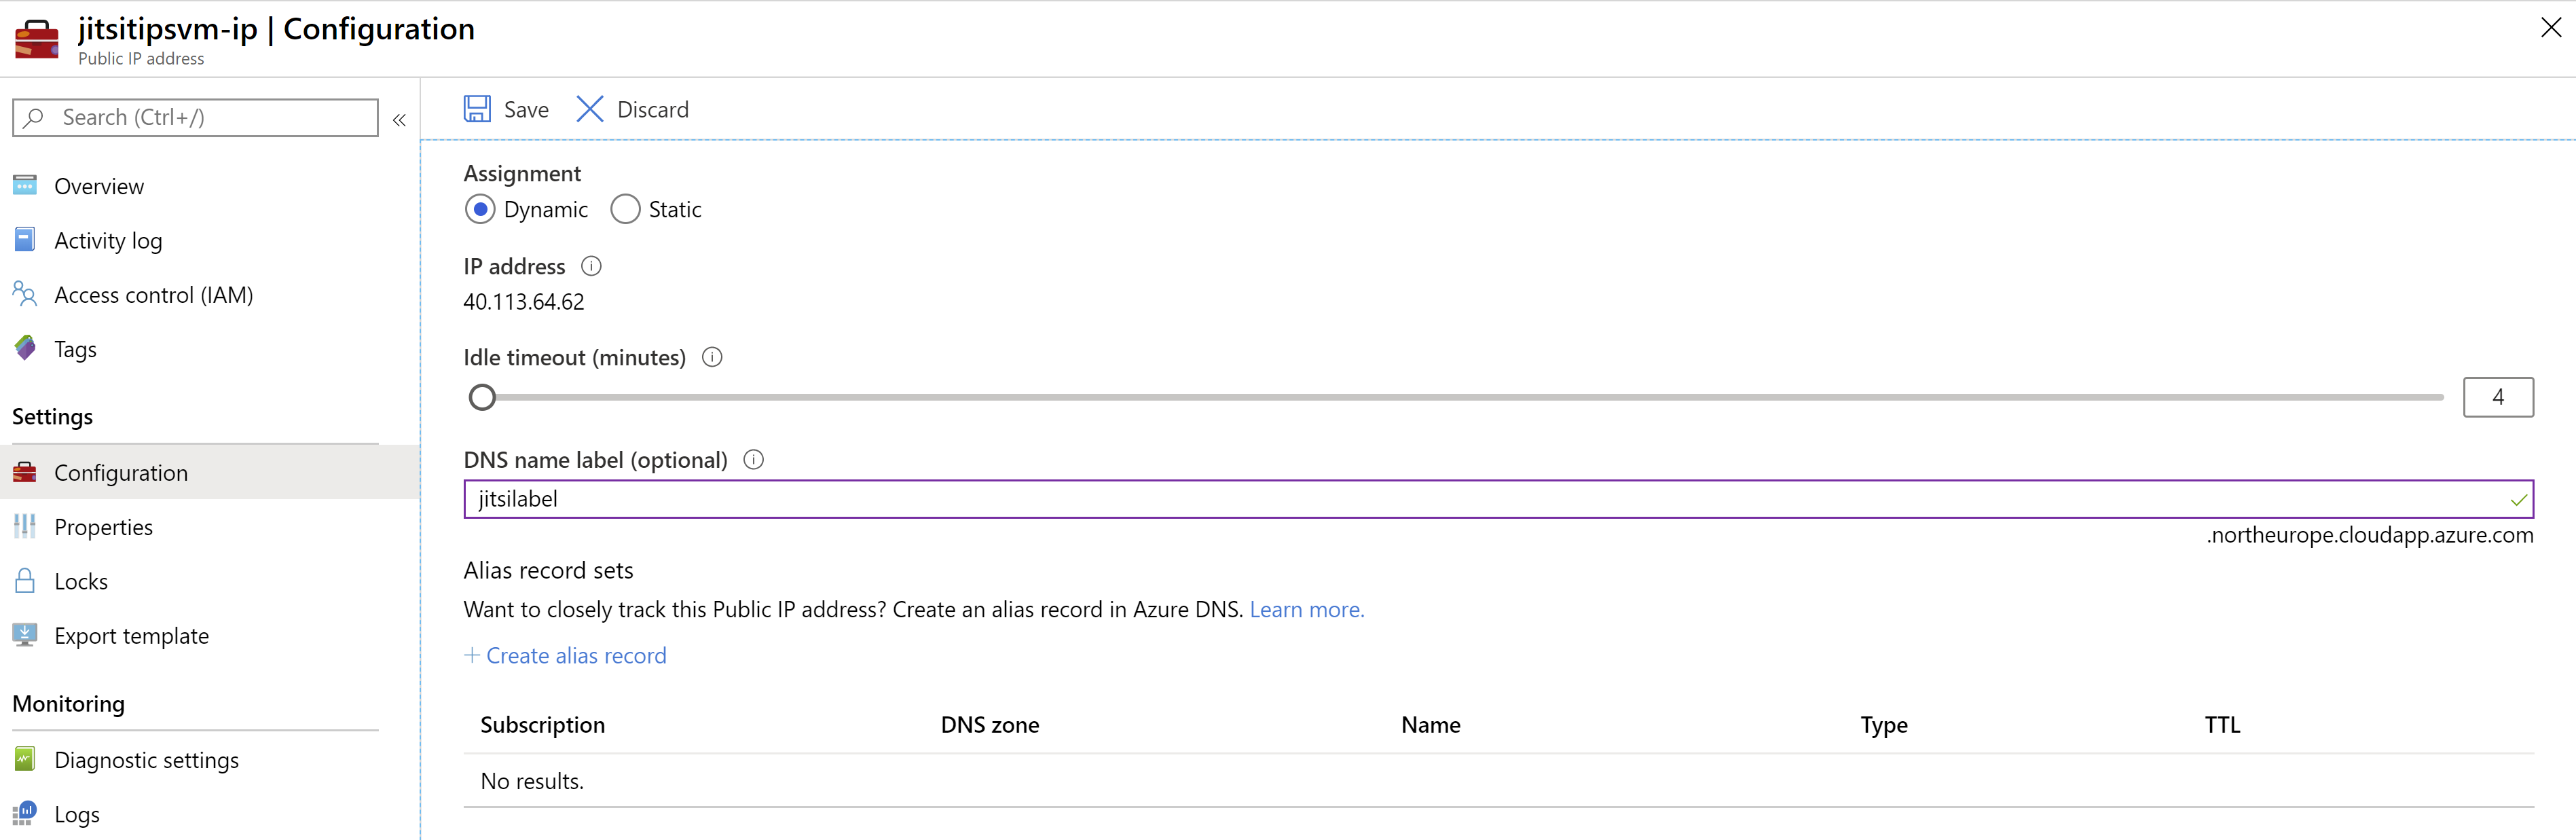 jitsitipsvm-ip | Configuration
Public IP address
Search (Ctrl+/)
«
Overview
Activity log
Access control (IAM)
Tags
Settings
Configuration
Properties
Locks
Export template
Monitoring
Diagnostic settings
Logs
Save Discard
Assignment
Dynamic Static
IP address
40.113.64.62
Idle timeout (minutes)
4
DNS name label (optional)
jitsilabel
.northeurope.cloudapp.azure.com
Alias record sets
Want to closely track this Public IP address? Create an alias record in Azure DNS. Learn more.
+ Create alias record
Subscription DNS zone Name Type TTL
No results.